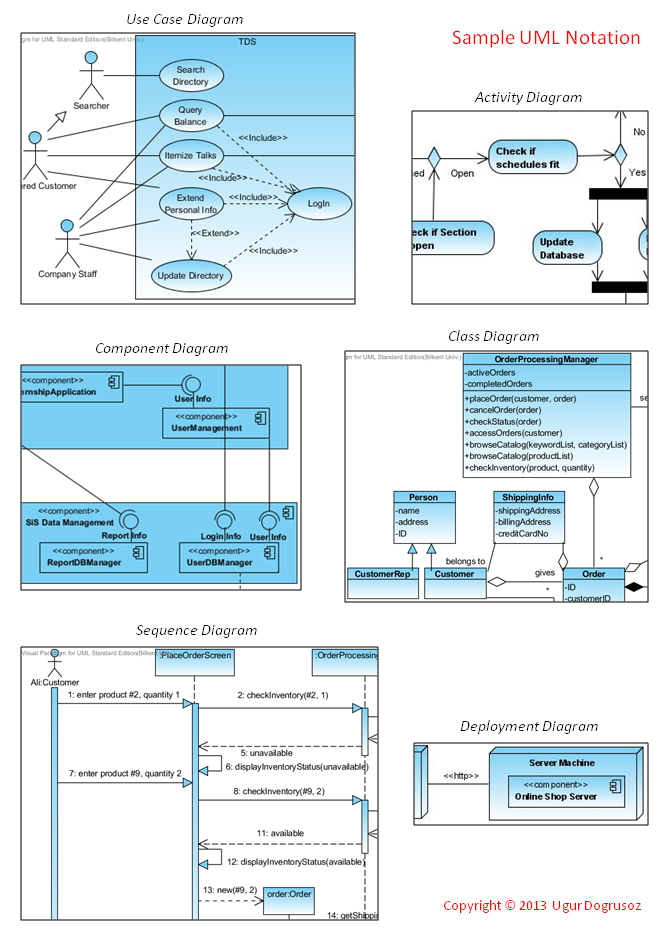 Use Case Diagram
Sample UML Notation
gm for UML Standard Edition(Bilkent Univ.)
TDS
Search
Directory
Searcher
Query
Balance
<<Include>>
Itemize Talks
ered Customer
<<Include>>
Extend
Personal Info
<<Include>>
LogIn
<<Extend>>
Company Staff
Update Directory
<<Include>>
Activity Diagram
No
Check if
schedules fit
ced
Open
Yes
eck if Section
open
Update
Database
Component Diagram
<<component>>
ernshipApplication
User Info
<<component>>
UserManagement
<<component>>
SiS Data Management
Report Info
Login Info
User Info
<<component>>
ReportDBManager
<<component>>
UserDBManager
Class Diagram
gm for UML Standard Edition(Bilkent Univ.)
OrderProcessingManager
-activeOrders
-completedOrders
+placeOrder(customer, order)
+cancelOrder(order)
+checkStatus(order)
+accessOrders(customer)
+browseCatalog(keywordList, categoryList)
+browseCatalog(productList)
+checkInventory(product, quantity)
se
Person
-name
-address
-ID
ShippingInfo
-shippingAddress
-billingAddress
-creditCardNo
belongs to
*
gives
CustomerRep
Customer
Order
-ID
-customerID
Sequence Diagram
Visual Paradigm for UML Standard Edition(Bilkent
:PlaceOrderScreen
:OrderProcessing
Ali:Customer
1: enter product #2, quantity 1
2: checkInventory(#2, 1)
5: unavailable
6: displayInventoryStatus(unavailable)
7: enter product #9, quantity 2
8: checkInventory(#9, 2)
11: available
12: displayInventoryStatus(available)
13: new(#9, 2)
order:Order
14: getShippi
Deployment Diagram
Server Machine
<<http>>
<<component>>
Online Shop Server
Copyright © 2013 Ugur Dogrusoz